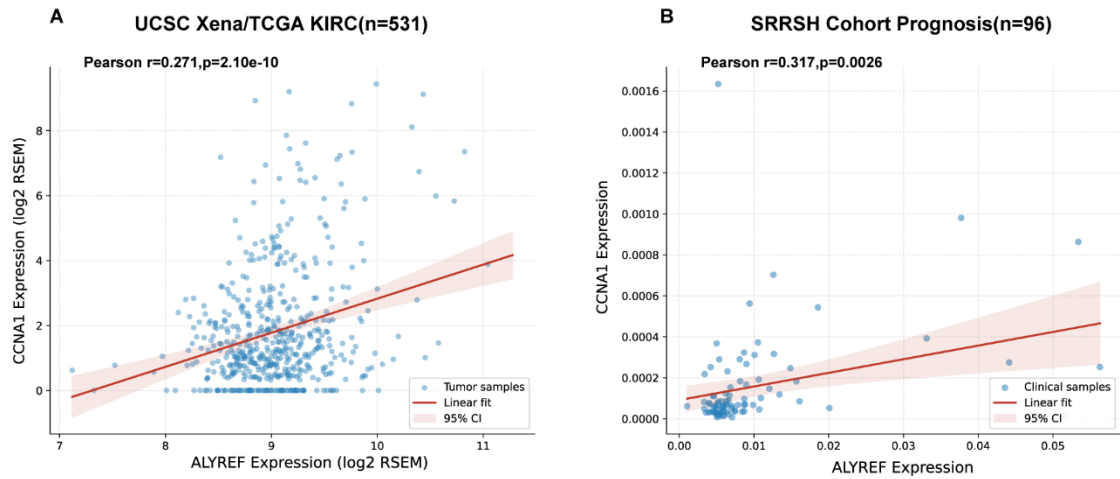 A
UCSC Xena/TCGA KIRC(n=531)
Pearson r=0.271,p=2.10e-10
CCNA1 Expression (log2 RSEM)
8
6
4
2
0
7
8
9
10
11
ALYREF Expression (log2 RSEM)
Tumor samples
Linear fit
95% CI
B
SRRSH Cohort Prognosis(n=96)
Pearson r=0.317,p=0.0026
CCNA1 Expression
0.0016
0.0014
0.0012
0.0010
0.0008
0.0006
0.0004
0.0002
0.0000
0.00
0.01
0.02
0.03
0.04
0.05
ALYREF Expression
Clinical samples
Linear fit
95% CI